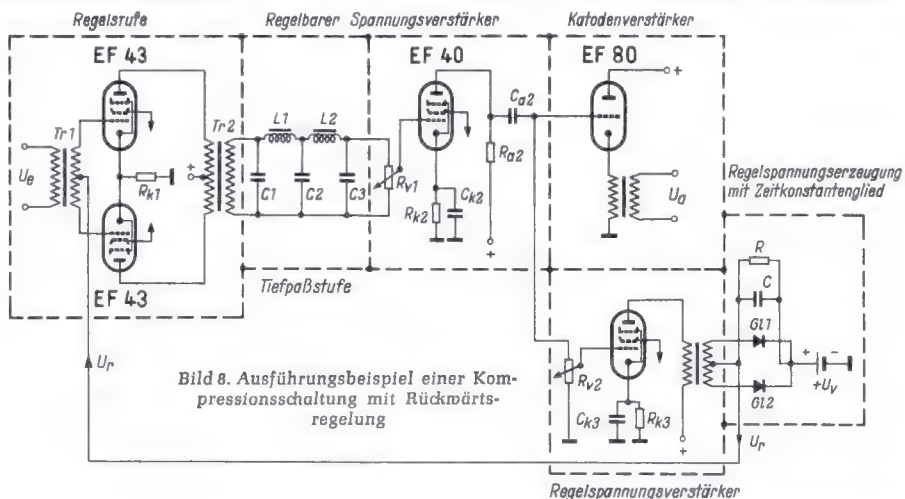 Regelstufe
Regelbarer Spannungsverstärker
Katodenverstärker
EF 43
EF 40
EF 80
Tr1
Tr2
L1
L2
C1
C2
C3
Rv1
Rk1
Rk2
Ck2
Ra2
Ca2
Ue
Ua
+
+
+
EF 43
Tiefpaßstufe
Regelspannungserzeugung
mit Zeitkonstantenglied
R
C
Gl1
Gl2
+ -
+Uv
Ur
Ur
Rv2
Ck3
Rk3
+
Bild 8. Ausführungsbeispiel einer Kom-
pressionsschaltung mit Rückwärts-
regelung
Regelspannungsverstärker